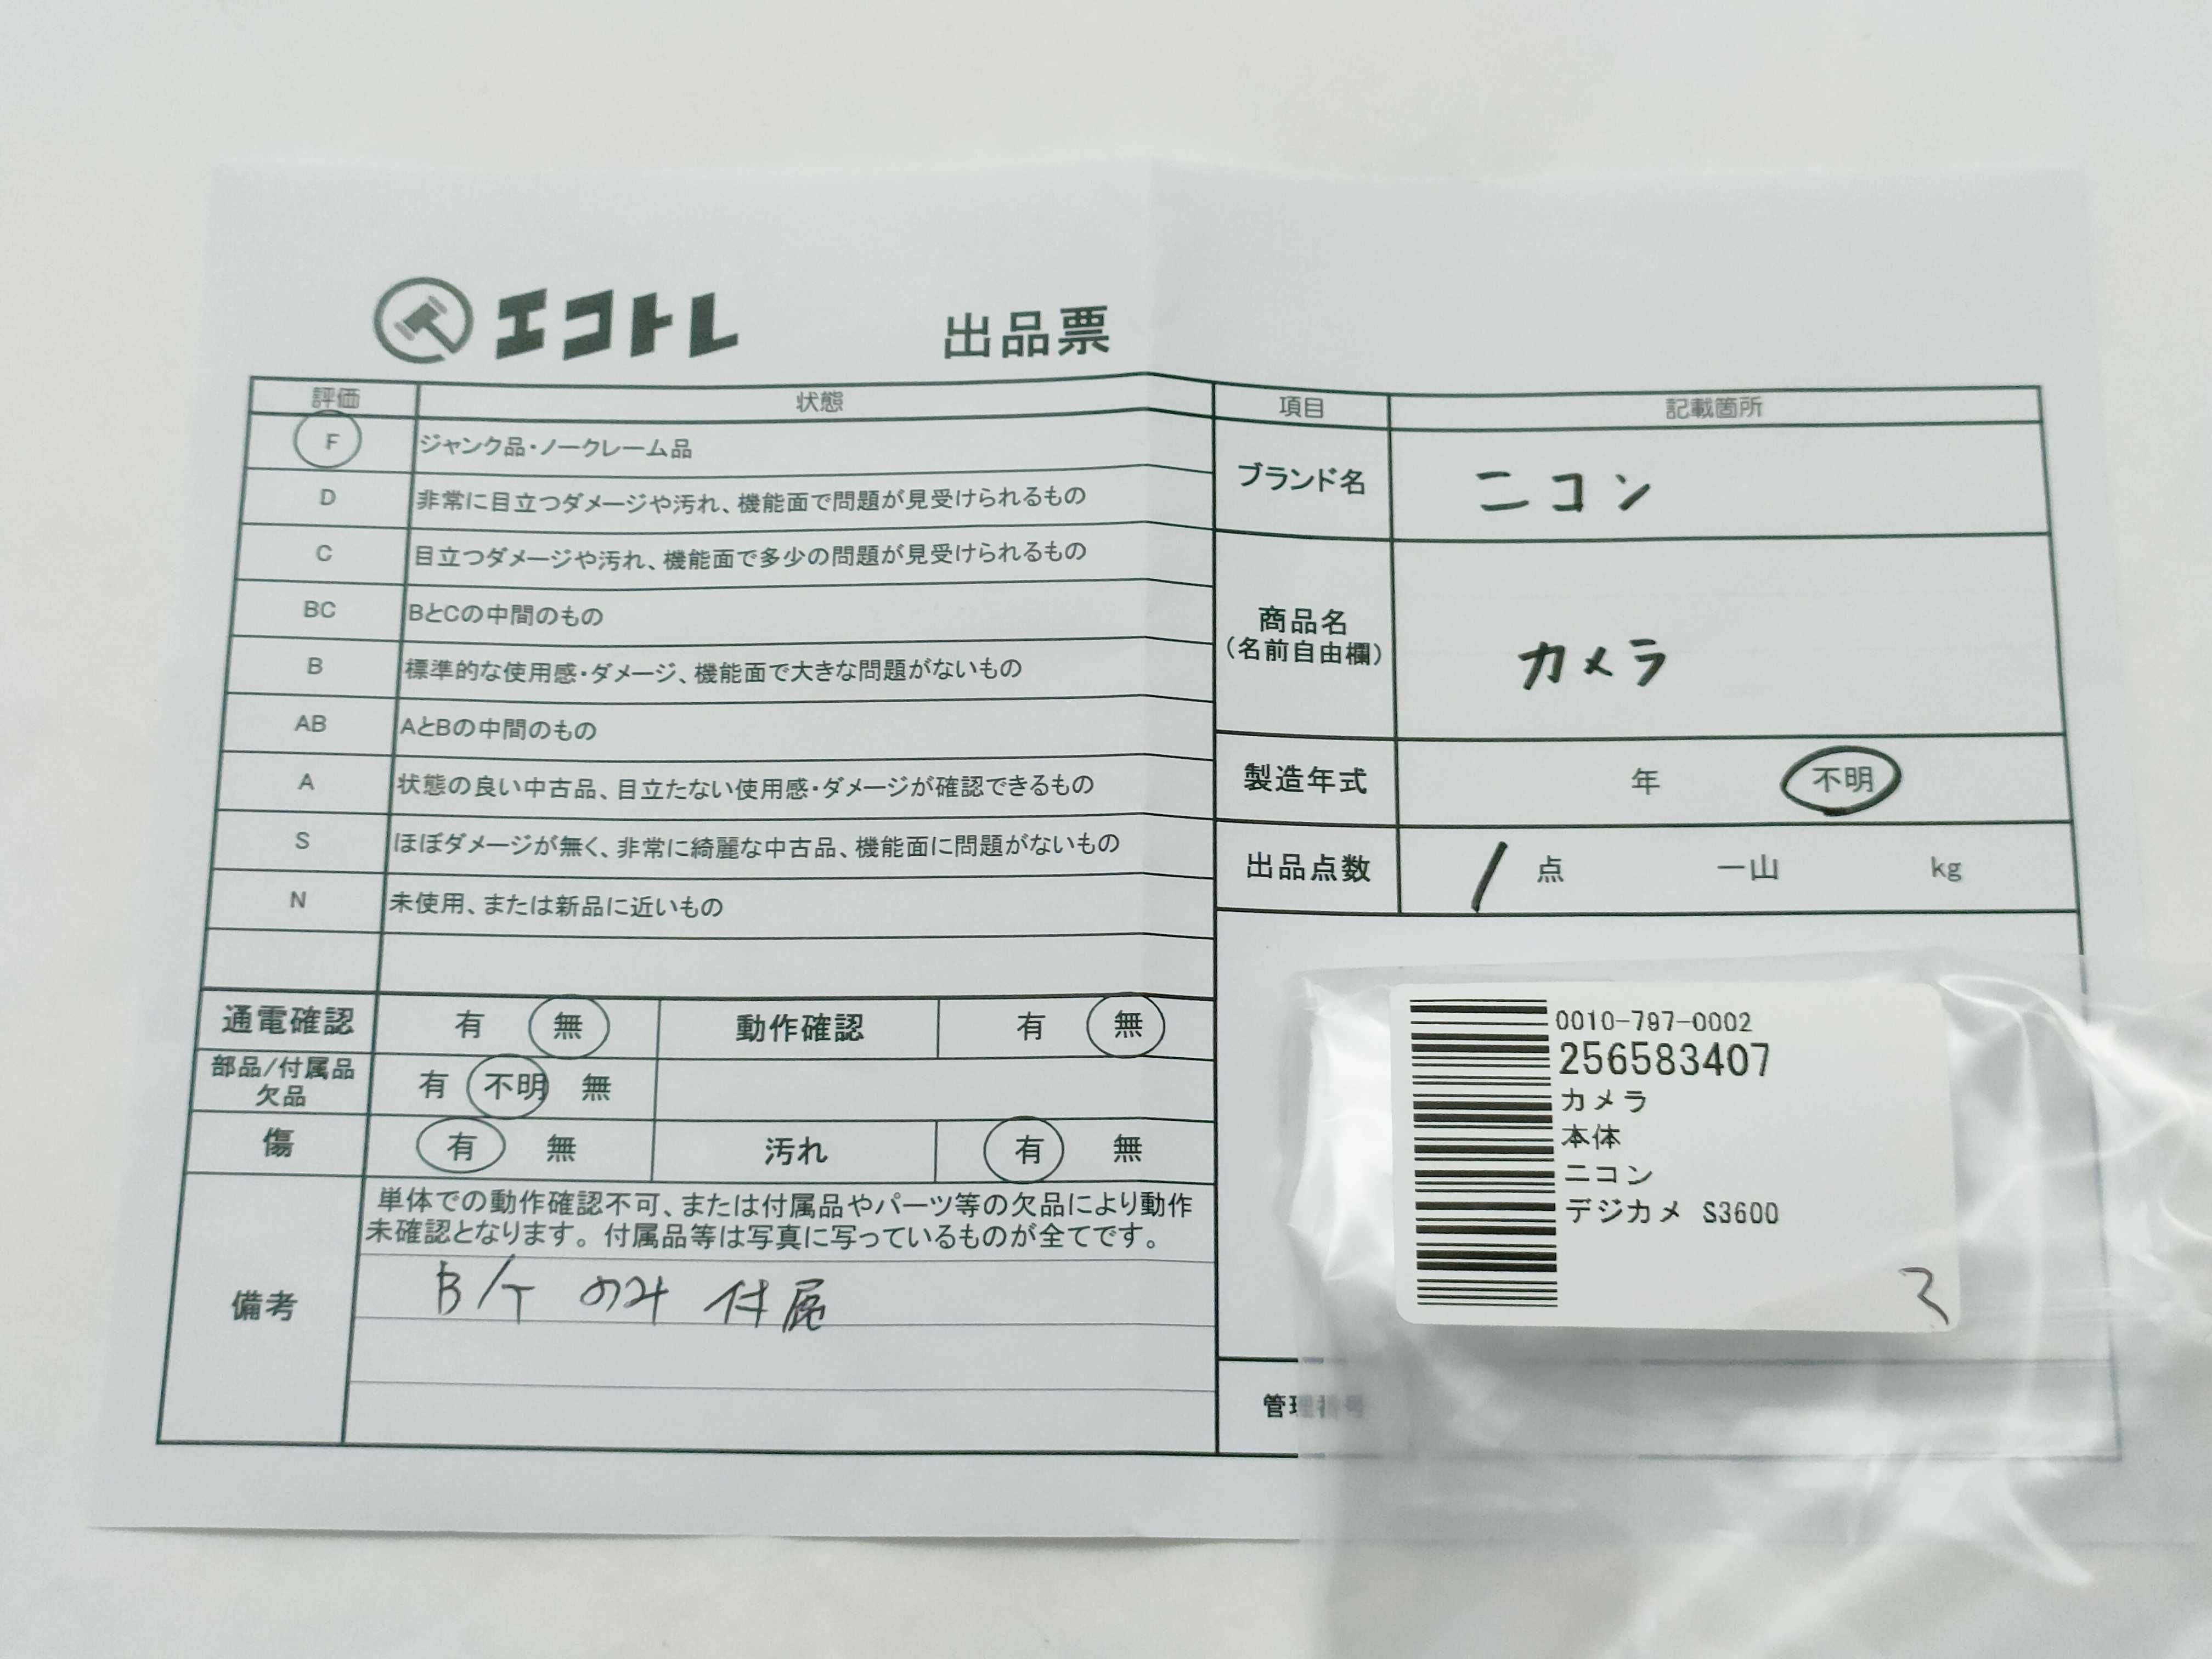 エコトレ
出品票
評価 状態
F ジャンク品・ノークレーム品
D 非常に目立つダメージや汚れ、機能面で問題が見受けられるもの
C 目立つダメージや汚れ、機能面で多少の問題が見受けられるもの
BC BとCの中間のもの
B 標準的な使用感・ダメージ、機能面で大きな問題がないもの
AB AとBの中間のもの
A 状態の良い中古品、目立たない使用感・ダメージが確認できるもの
S ほぼダメージが無く、非常に綺麗な中古品、機能面に問題がないもの
N 未使用、または新品に近いもの
通電確認 有 無 動作確認 有 無
部品/付属品
欠品
有 不明 無
傷 有 無 汚れ 有 無
備考
単体での動作確認不可、または付属品やパーツ等の欠品により動作
未確認となります。付属品等は写真に写っているものが全てです。
B/T のみ 付属
項目 記載箇所
ブランド名 ニコン
商品名
(名前自由欄)
カメラ
製造年式 年 不明
出品点数 1 点 一山 kg
0010-797-0002
256583407
カメラ
本体
ニコン
デジカメ S3600
管理番号